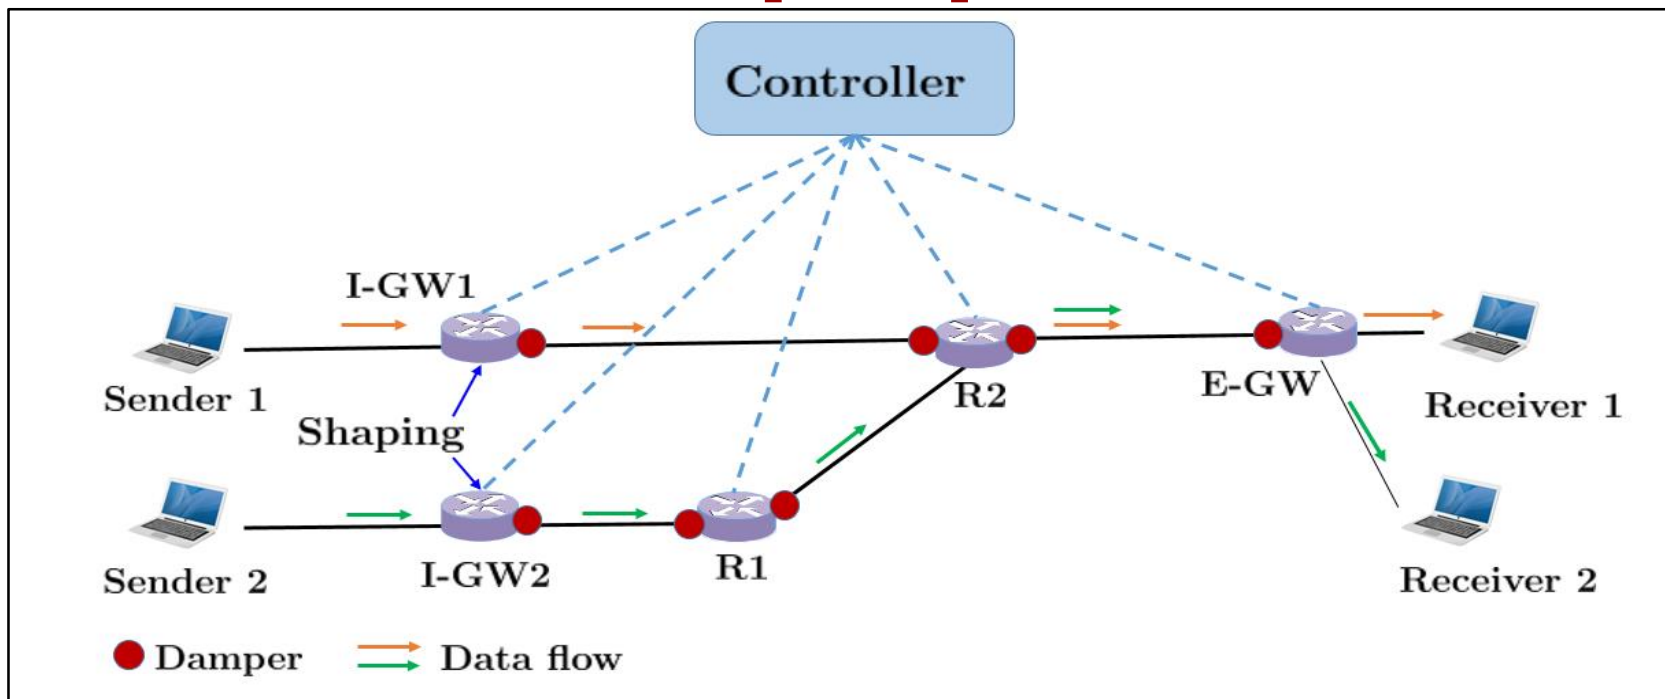 Controller
I-GW1
Sender 1
R2
E-GW
Receiver 1
Shaping
Sender 2
I-GW2
R1
Receiver 2
Damper
Data flow